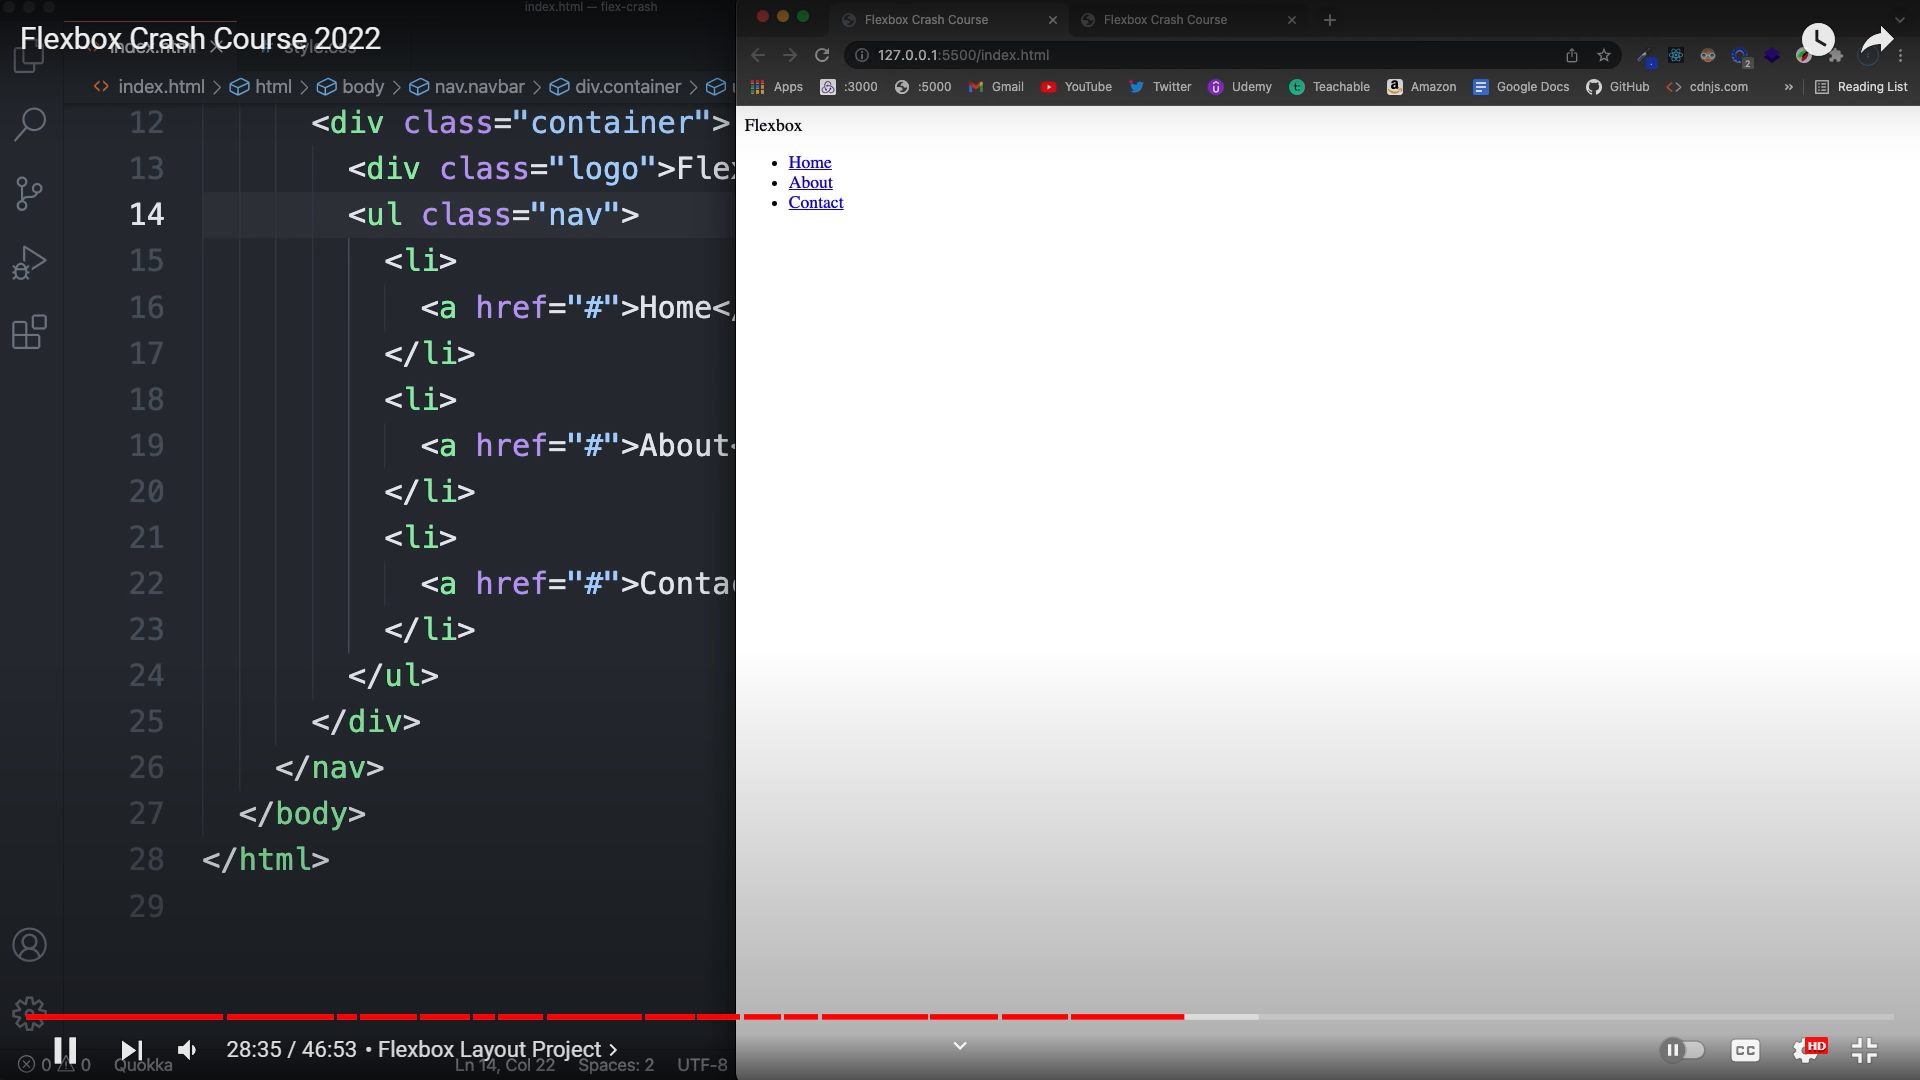 index.html — flex-crash
Flexbox Crash Course 2022
index.html
style.css
index.html > html > body > nav.navbar > div.container >
12 <div class="container">
13 <div class="logo">Flex
14 <ul class="nav">
15 <li>
16 <a href="#">Home</
17 </li>
18 <li>
19 <a href="#">About<
20 </li>
21 <li>
22 <a href="#">Contac
23 </li>
24 </ul>
25 </div>
26 </nav>
27 </body>
28 </html>
29
Flexbox Crash Course
Flexbox Crash Course
127.0.0.1:5500/index.html
2
Apps :3000 :5000 Gmail YouTube Twitter Udemy Teachable Amazon Google Docs GitHub cdnjs.com » Reading List
Flexbox
• Home
• About
• Contact
28:35 / 46:53 • Flexbox Layout Project >
CC HD
0 0 Quokka Ln 14, Col 22 Spaces: 2 UTF-8